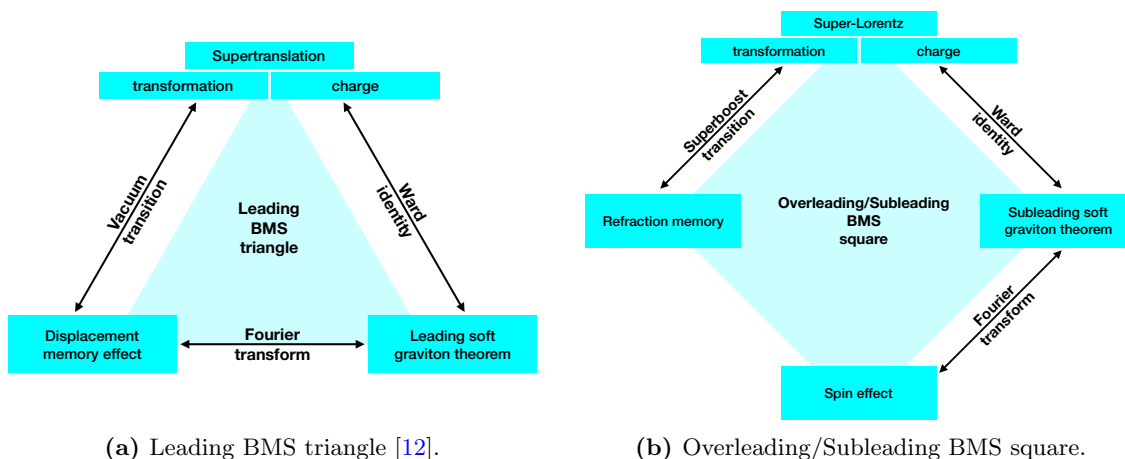 Supertranslation
transformation
charge
Vacuum
transition
Ward
identity
Leading
BMS
triangle
Displacement
memory effect
Fourier
transform
Leading soft
graviton theorem
(a) Leading BMS triangle [12].
Super-Lorentz
transformation
charge
Superboost
transition
Ward
identity
Refraction memory
Overleading/Subleading
BMS
square
Subleading soft
graviton theorem
Fourier
transform
Spin effect
(b) Overleading/Subleading BMS square.